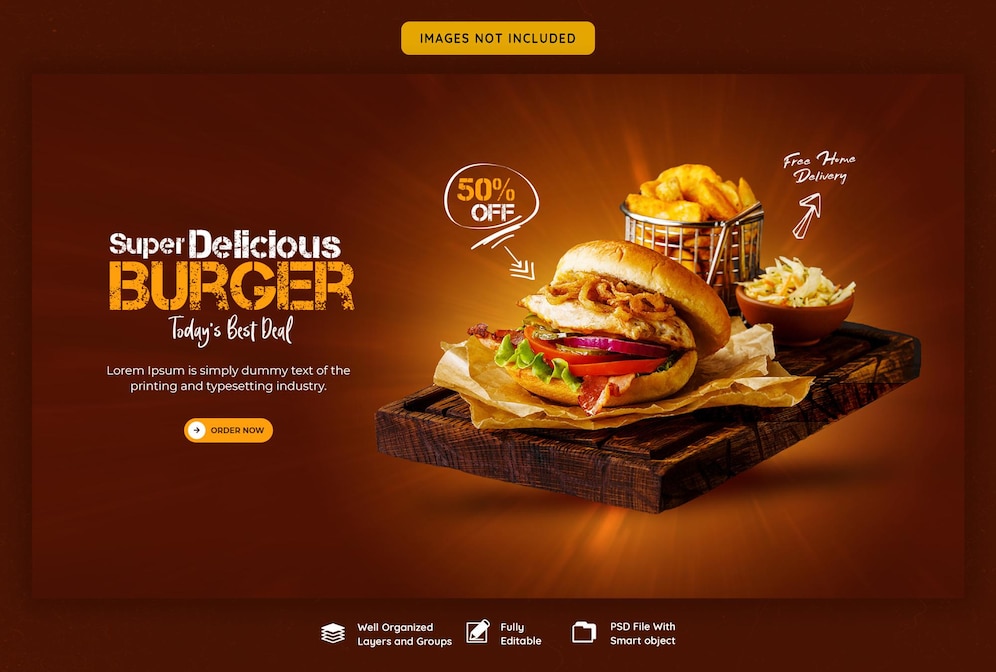 IMAGES NOT INCLUDED
Free Home
Delivery
50%
OFF
Super Delicious
BURGER
Today's Best Deal
Lorem Ipsum is simply dummy text of the
printing and typesetting industry.
ORDER NOW
Well Organized
Layers and Groups
Fully
Editable
PSD File With
Smart object